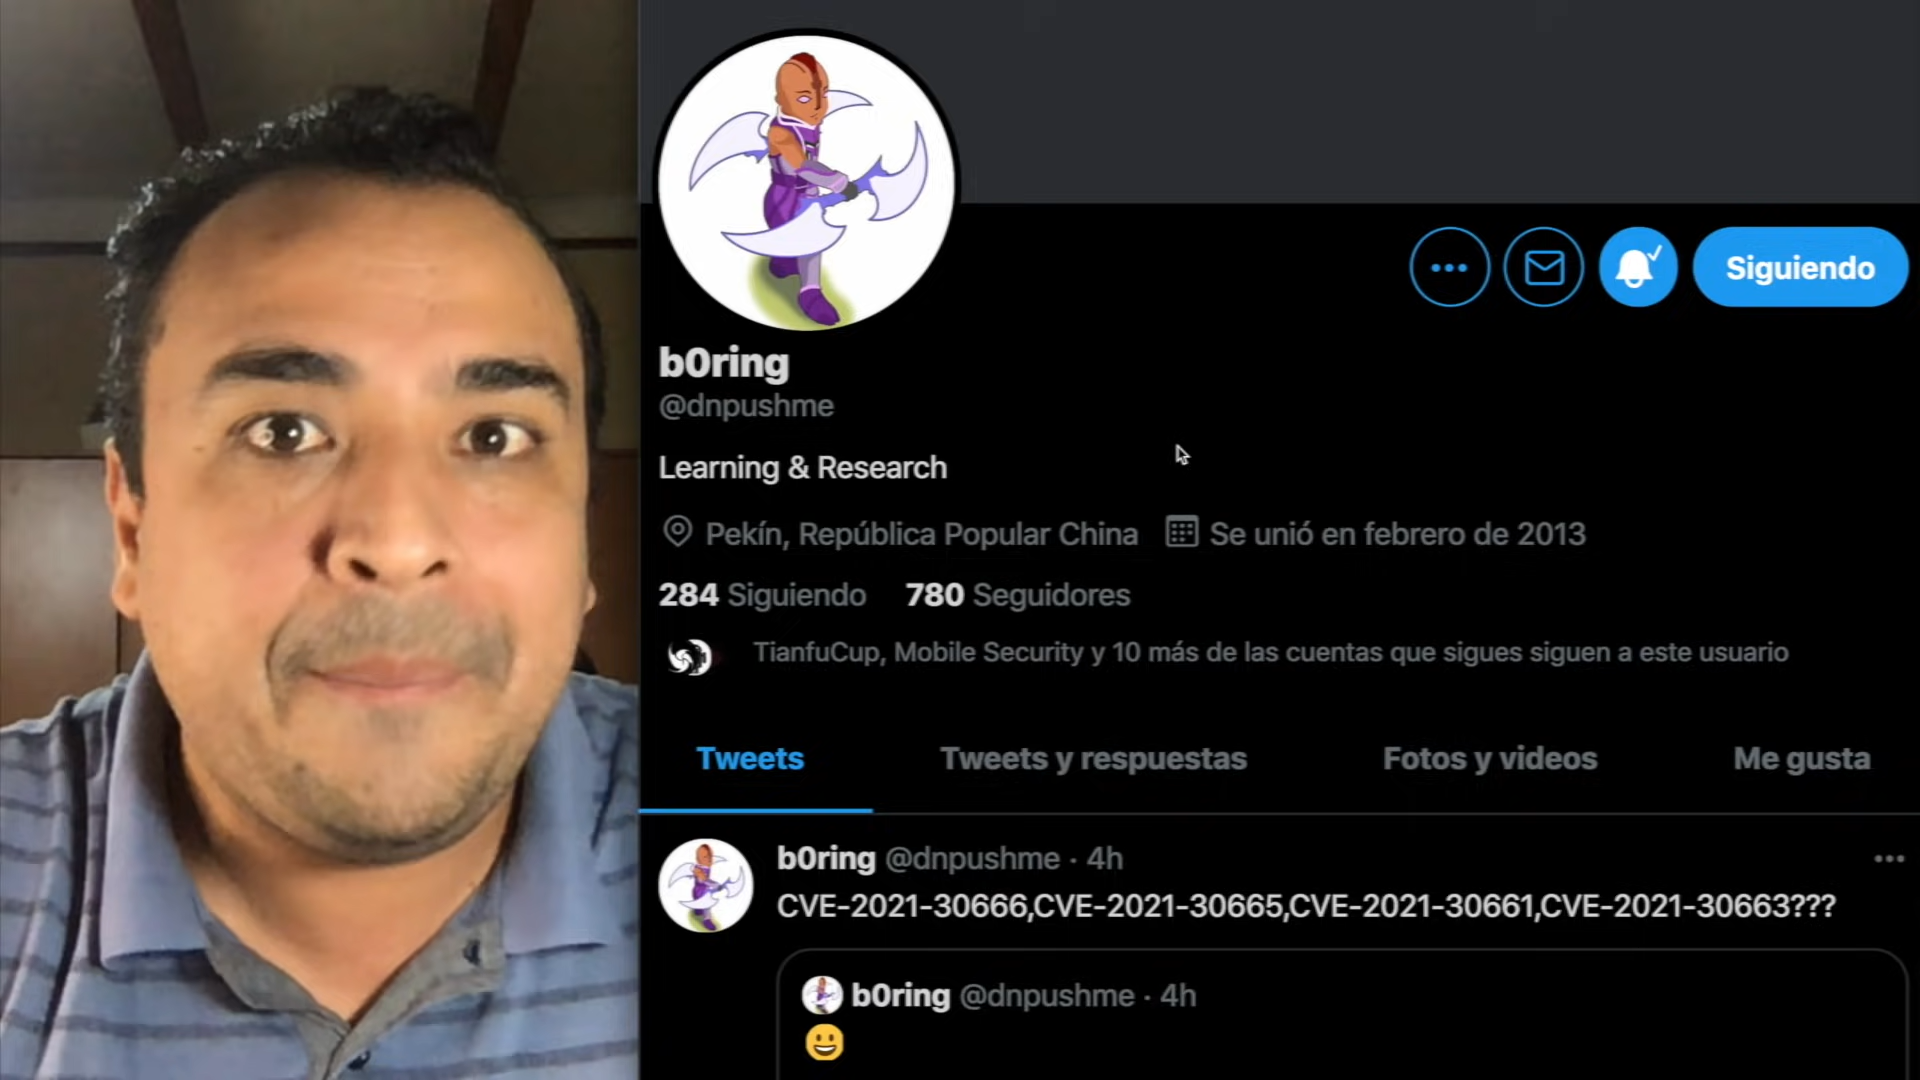 Siguiendo
b0ring
@dnpushme
Learning & Research
Pekín, República Popular China Se unió en febrero de 2013
284 Siguiendo 780 Seguidores
TianfuCup, Mobile Security y 10 más de las cuentas que sigues siguen a este usuario
Tweets Tweets y respuestas Fotos y videos Me gusta
b0ring @dnpushme · 4h
CVE-2021-30666,CVE-2021-30665,CVE-2021-30661,CVE-2021-30663???
b0ring @dnpushme · 4h
😀